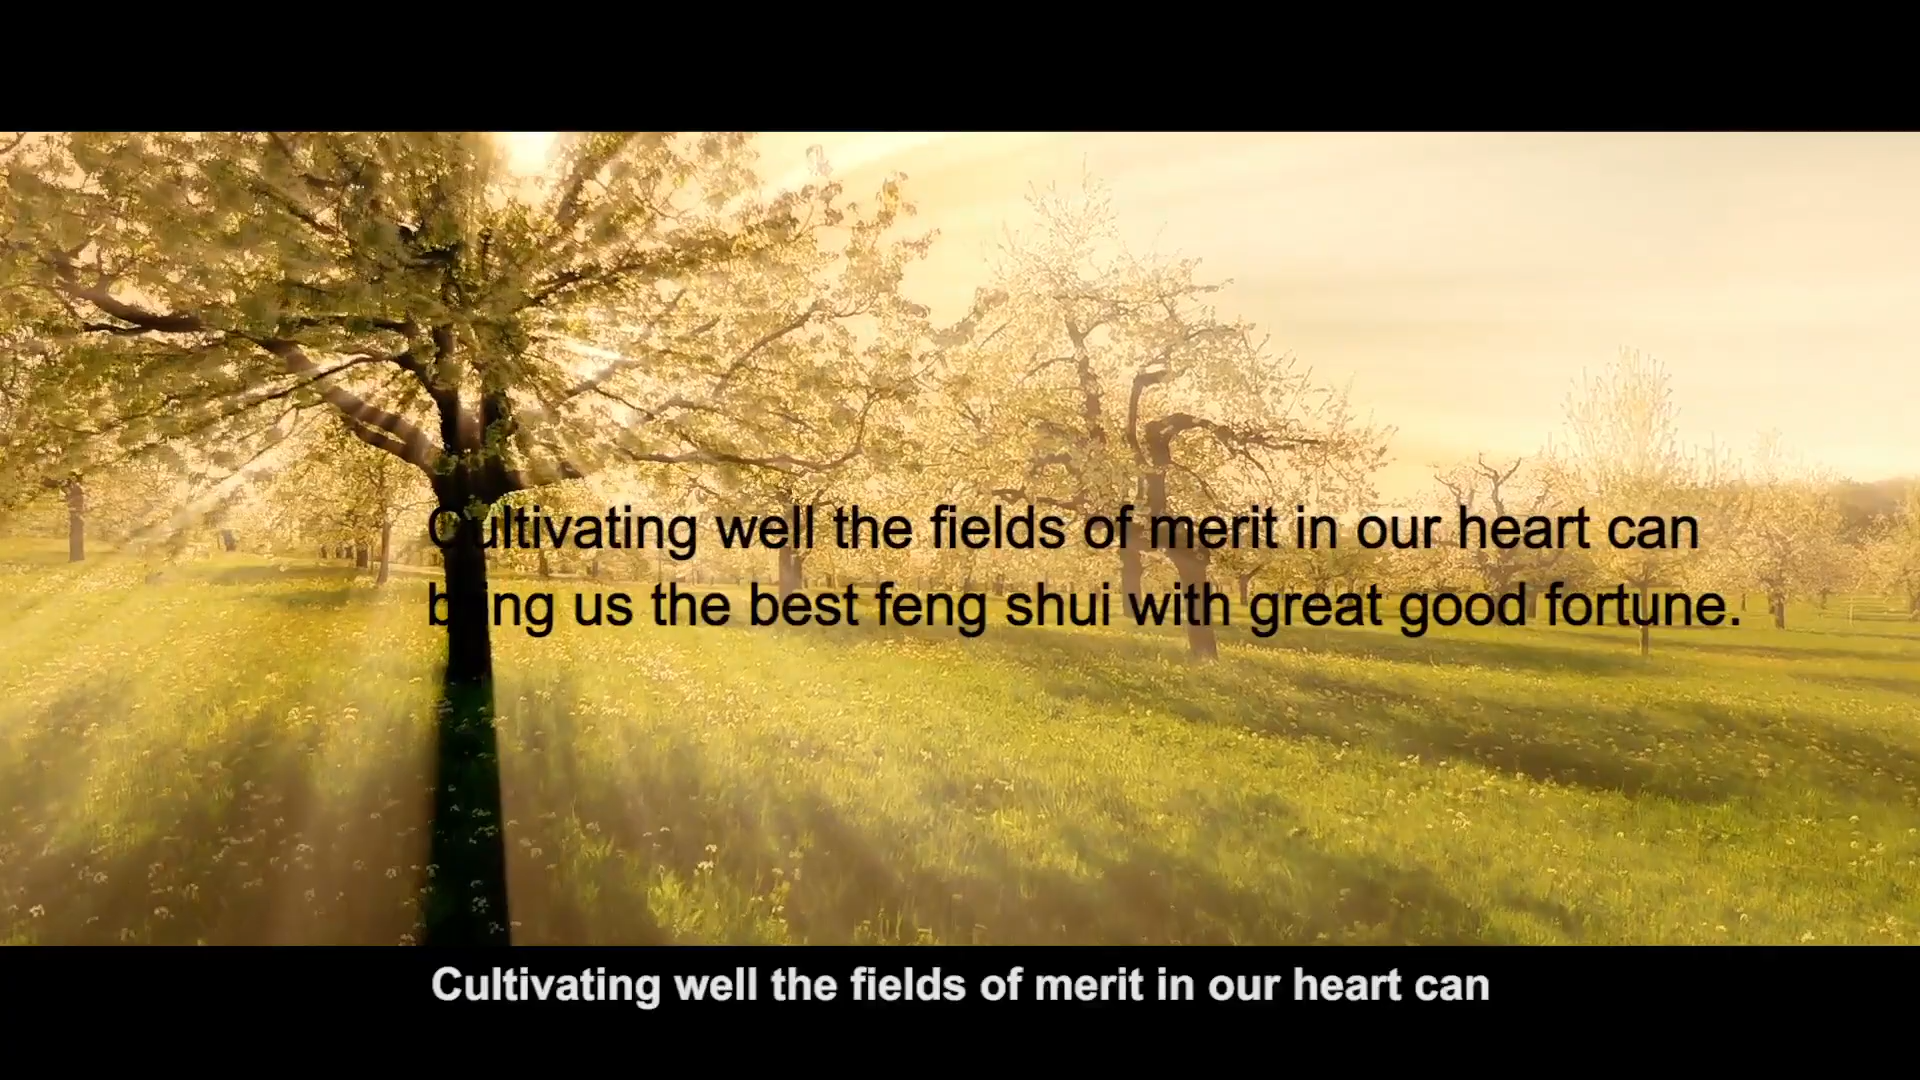 Cultivating well the fields of merit in our heart can
bring us the best feng shui with great good fortune.
Cultivating well the fields of merit in our heart can